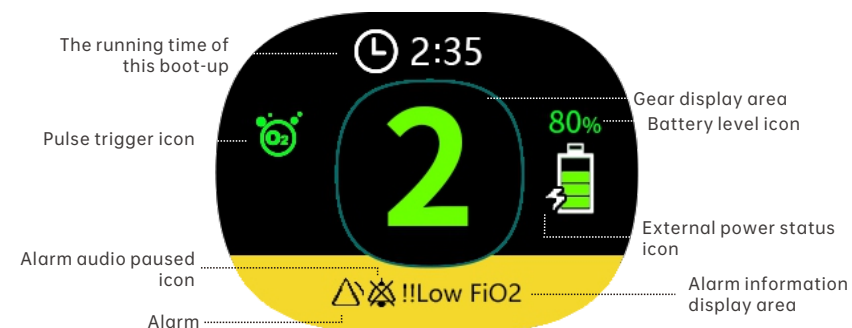 The running time of
this boot-up
2:35
Gear display area
80%
Battery level icon
Pulse trigger icon
O2
2
External power status
icon
Alarm audio paused
icon
!!Low FiO2
Alarm information
display area
Alarm